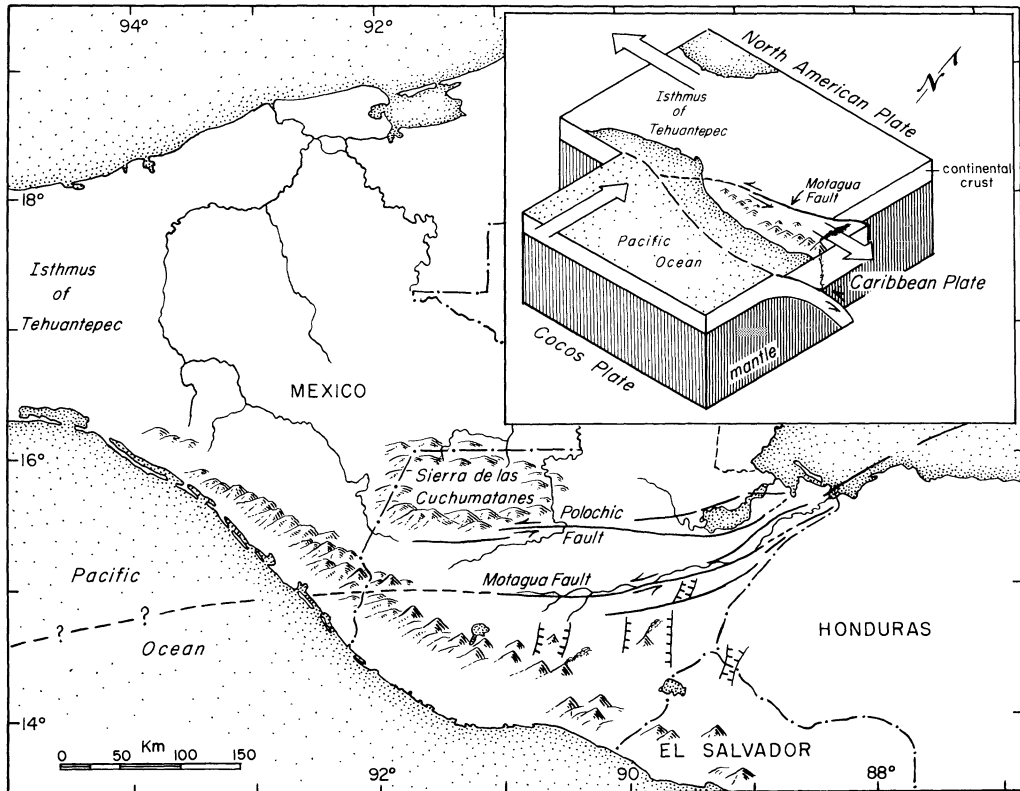 94°
92°
North American Plate
N
Isthmus of
Tehuantepec
continental
crust
Motagua
Fault
Pacific
Ocean
Caribbean Plate
Cocos Plate
mantle
18°
Isthmus
of
Tehuantepec
MEXICO
16°
Sierra de las
Cuchumatanes
Polochic
Fault
Motagua Fault
Pacific
Ocean
?
?
HONDURAS
14°
Km
0 50 100 150
92°
90
88°
EL SALVADOR